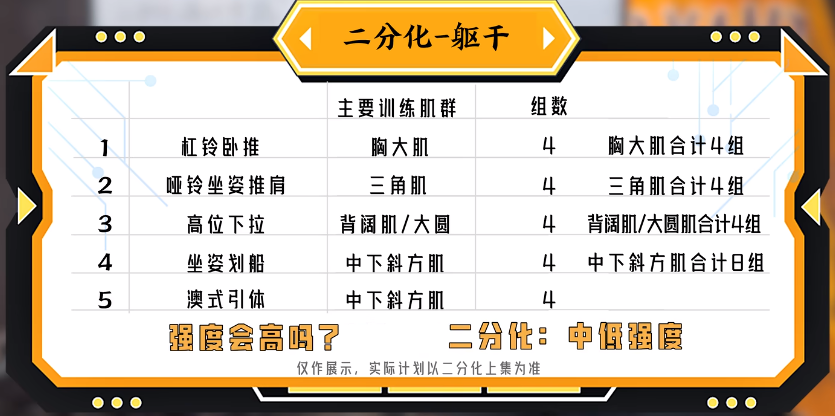 二分化-躯干
主要训练肌群 组数
1 杠铃卧推 胸大肌 4 胸大肌合计4组
2 哑铃坐姿推肩 三角肌 4 三角肌合计4组
3 高位下拉 背阔肌/大圆 4 背阔肌/大圆肌合计4组
4 坐姿划船 中下斜方肌 4 中下斜方肌合计8组
5 澳式引体 中下斜方肌 4
强度会高吗? 二分化：中低强度
仅作展示，实际计划以二分化上集为准